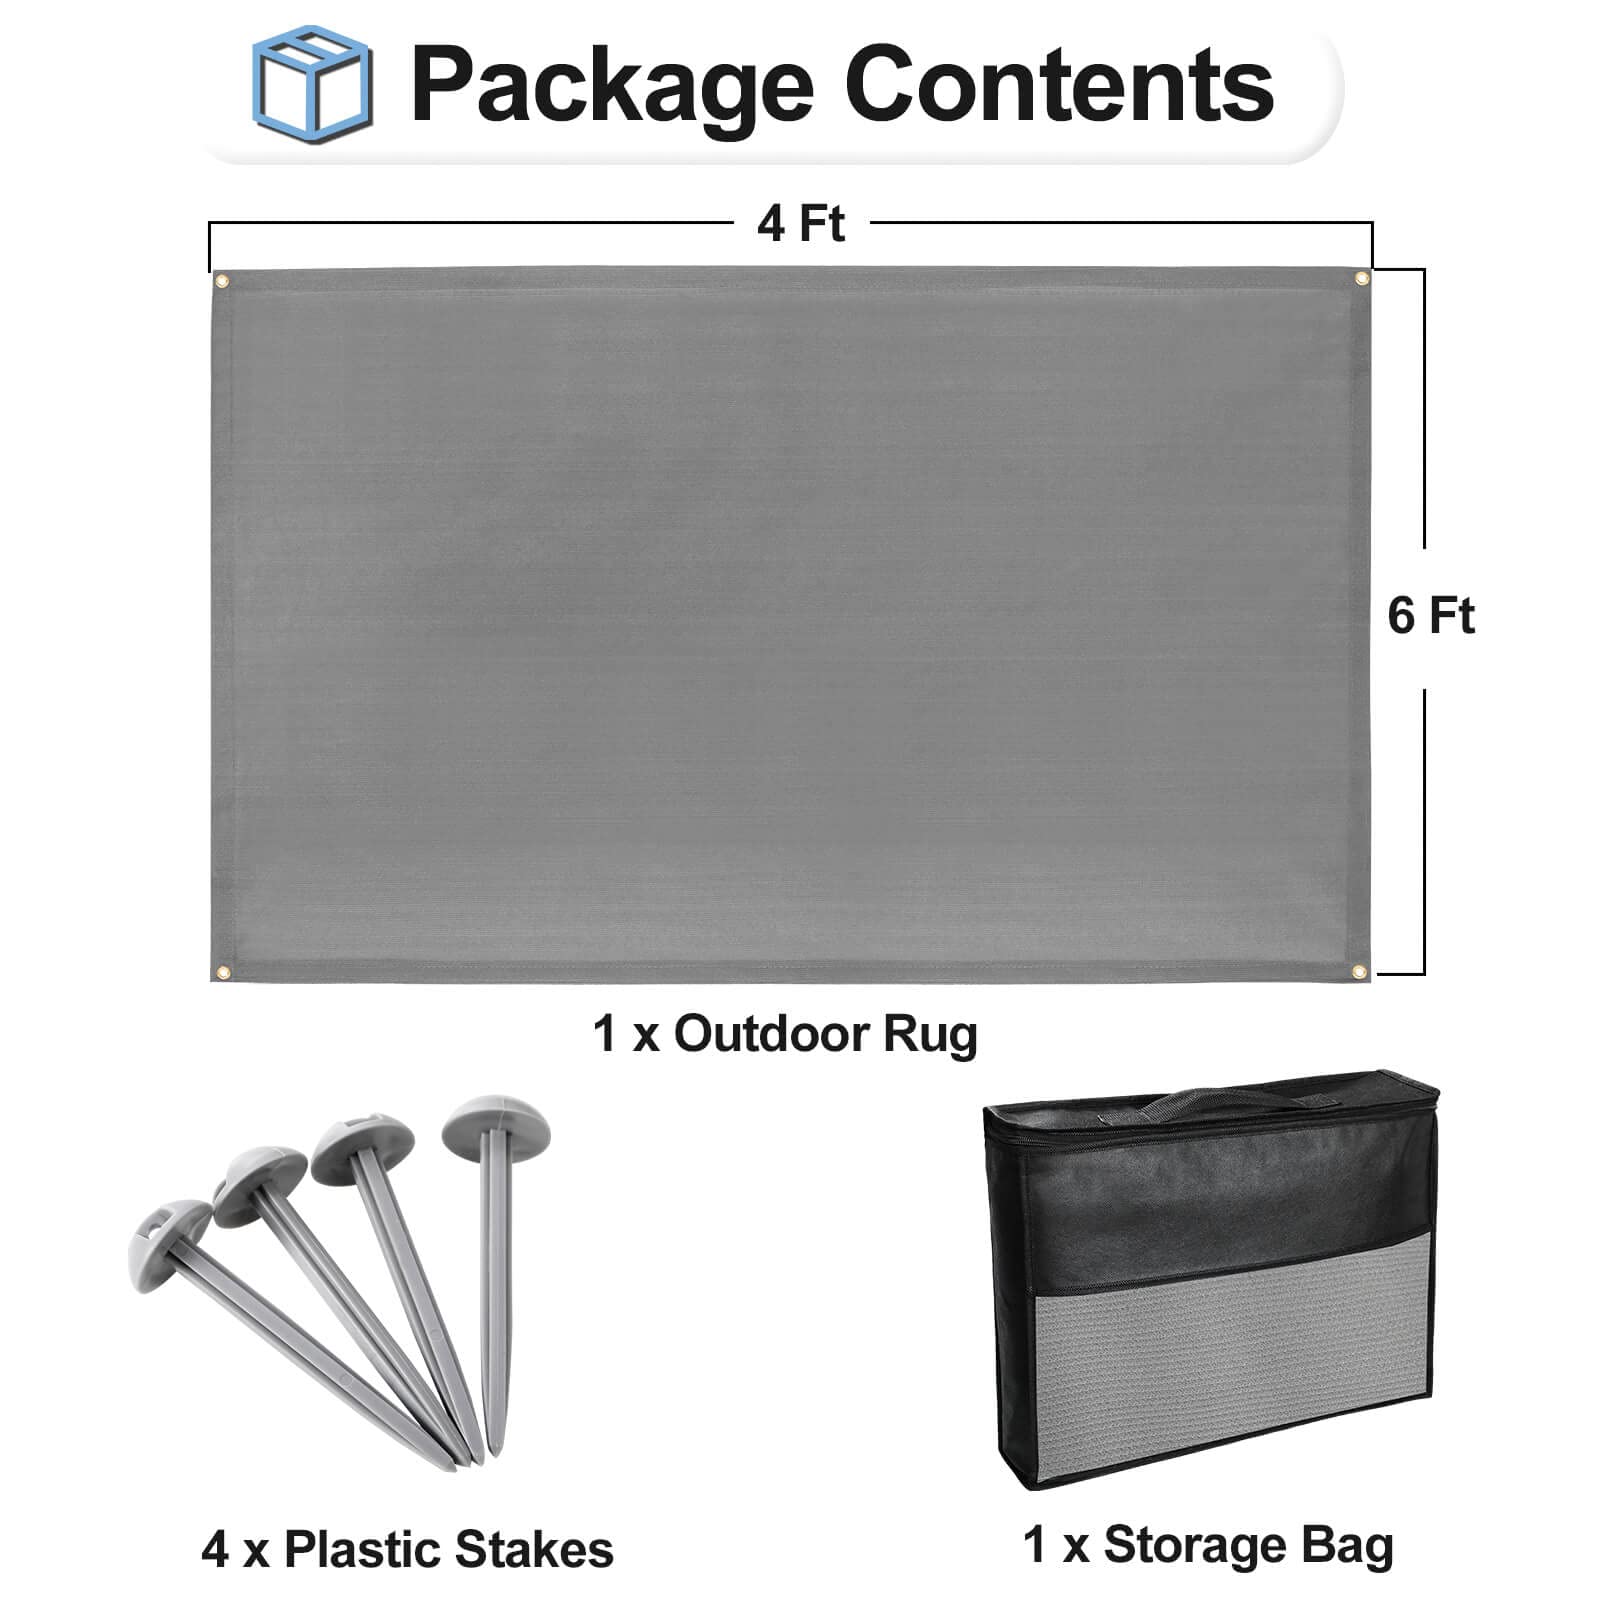 Package Contents
4 Ft
6 Ft
1 x Outdoor Rug
4 x Plastic Stakes
1 x Storage Bag